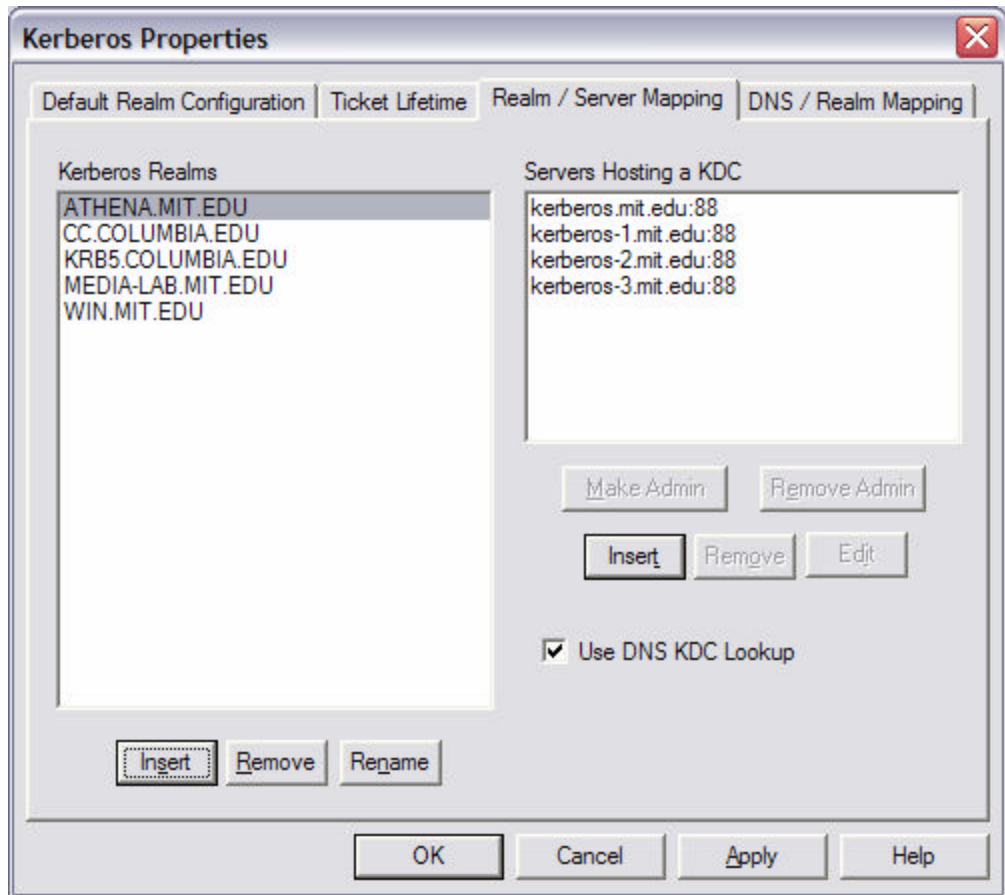 Kerberos Properties
Default Realm Configuration
Ticket Lifetime
Realm / Server Mapping
DNS / Realm Mapping
Kerberos Realms
ATHENA.MIT.EDU
CC.COLUMBIA.EDU
KRB5.COLUMBIA.EDU
MEDIA-LAB.MIT.EDU
WIN.MIT.EDU
Insert
Remove
Rename
Servers Hosting a KDC
kerberos.mit.edu:88
kerberos-1.mit.edu:88
kerberos-2.mit.edu:88
kerberos-3.mit.edu:88
Make Admin
Remove Admin
Insert
Remove
Edit
Use DNS KDC Lookup
OK
Cancel
Apply
Help